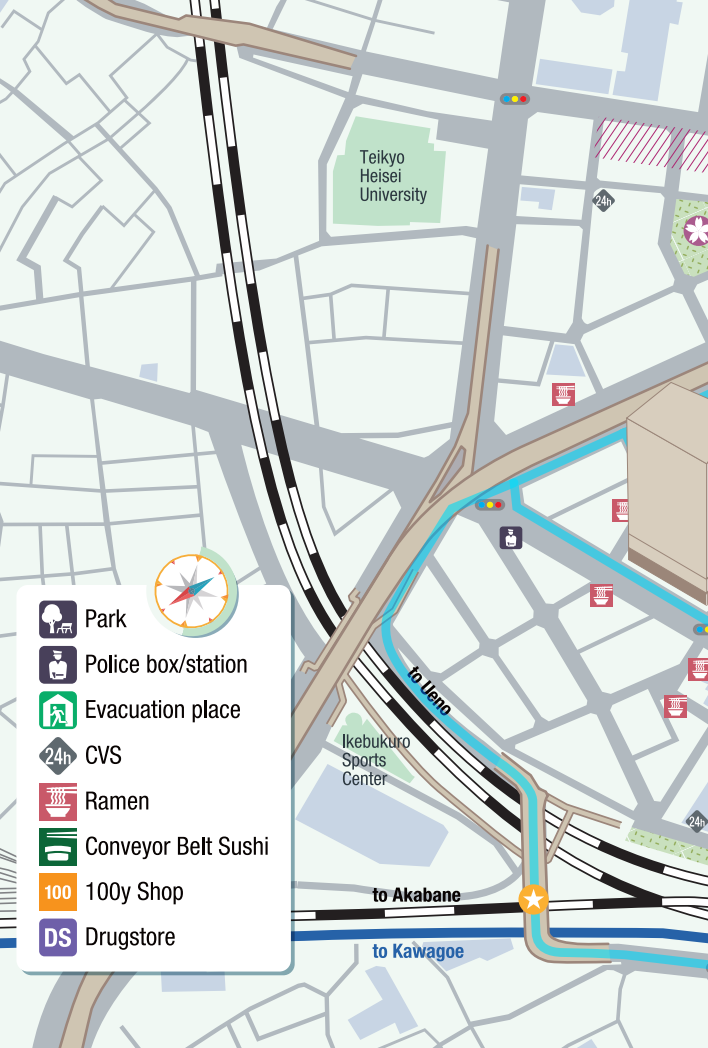 Teikyo
Heisei
University
24h
to Ueno
Ikebukuro
Sports
Center
24h
to Akabane
to Kawagoe
Park
Police box/station
Evacuation place
24h CVS
Ramen
Conveyor Belt Sushi
100 100y Shop
DS Drugstore